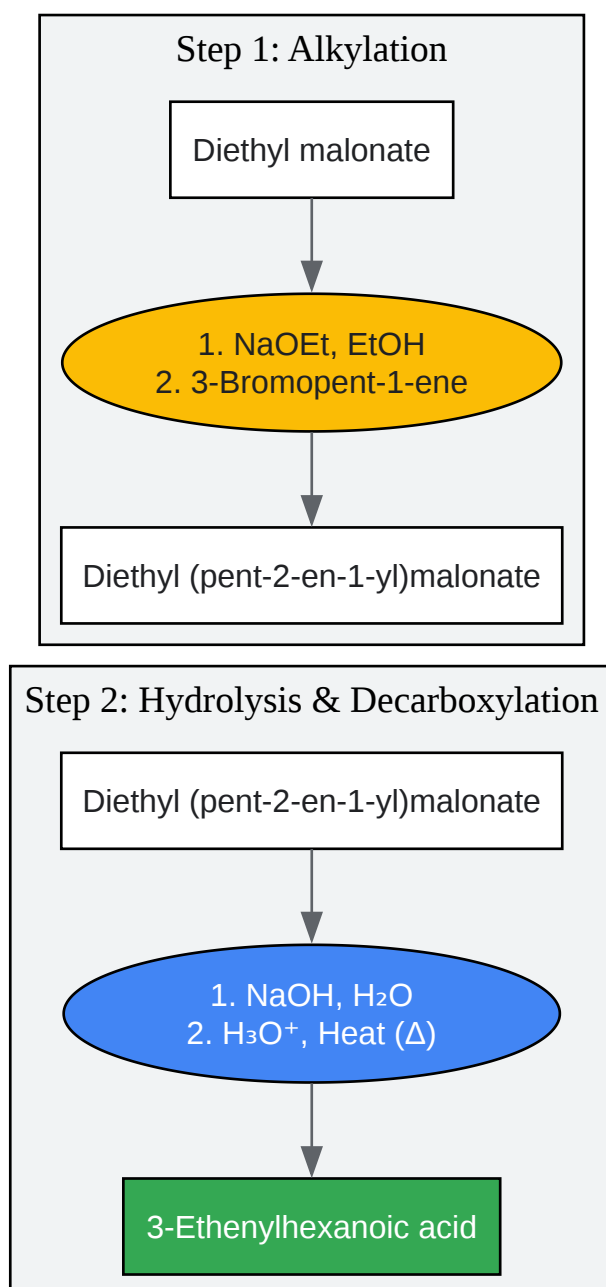 Step 1: Alkylation
Diethyl malonate
1. NaOEt, EtOH
2. 3-Bromopent-1-ene
Diethyl (pent-2-en-1-yl)malonate
Step 2: Hydrolysis & Decarboxylation
Diethyl (pent-2-en-1-yl)malonate
1. NaOH, H₂O
2. H₃O⁺, Heat (Δ)
3-Ethenylhexanoic acid